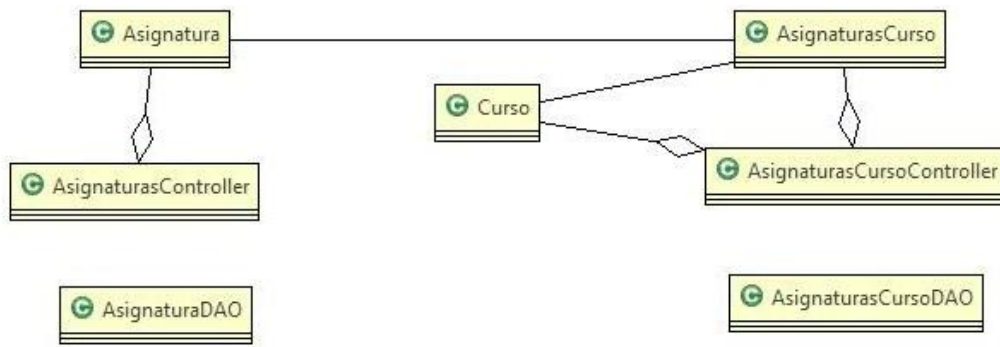 Asignatura
AsignaturasCurso
Curso
AsignaturasController
AsignaturasCursoController
AsignaturaDAO
AsignaturasCursoDAO